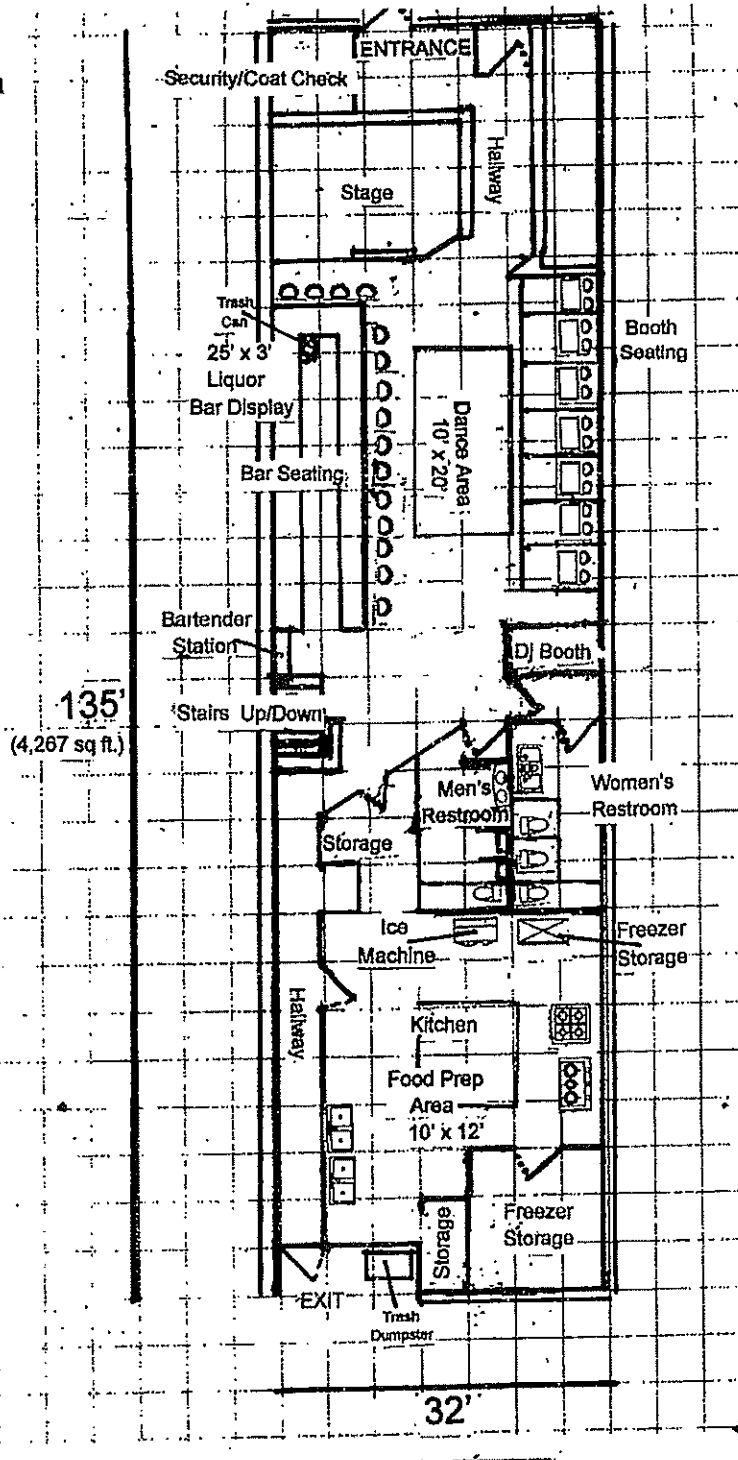 ENTRANCE
Security/Coat Check
Hallway
Stage
Trash
Can
25' x 3'
Liquor
Bar Display
Booth
Seating
Dance Area
10' x 20'
Bar Seating
Bartender
Station
Dj Booth
135'
(4,267 sq ft.)
Stairs Up/Down
Men's
Restroom
Women's
Restroom
Storage
Ice
Machine
Freezer
Storage
Hallway
Kitchen
Food Prep
Area
10' x 12'
Storage
Freezer
Storage
EXIT
Trash
Dumpster
32'